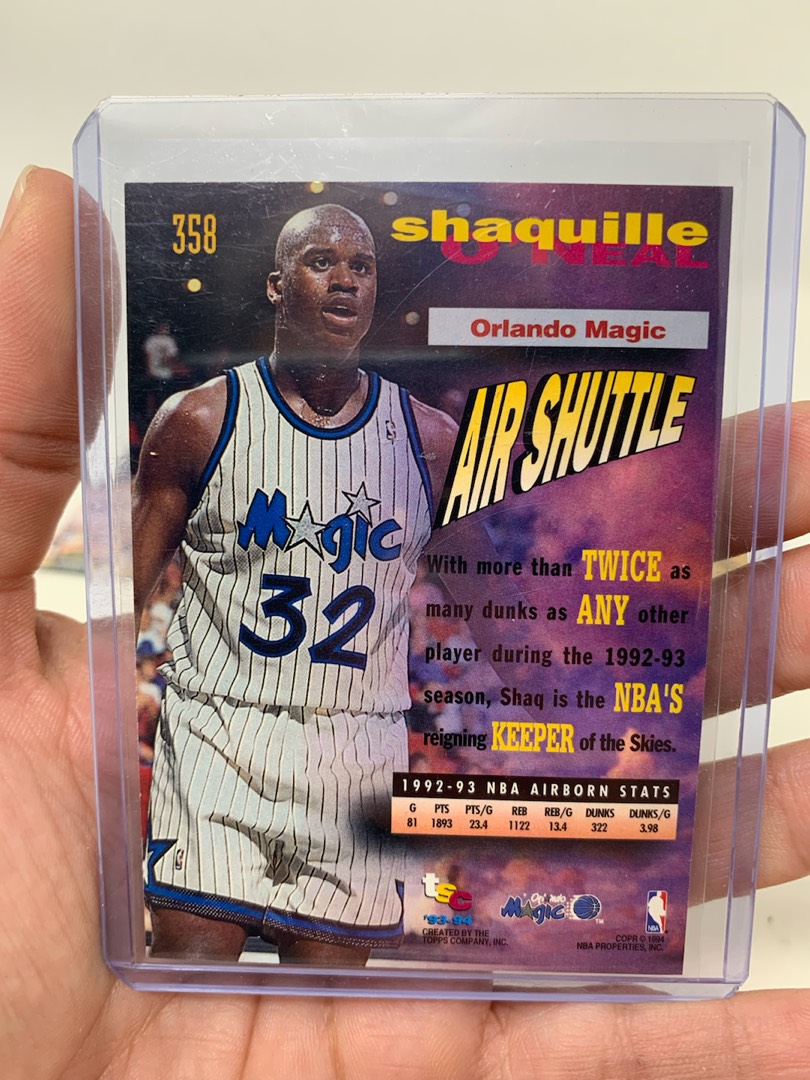 358
shaquille
O'NEAL
Orlando Magic
AIR SHUTTLE
With more than TWICE as
many dunks as ANY other
player during the 1992-93
season, Shaq is the NBA'S
reigning KEEPER of the Skies.
Magic
32
1992-93 NBA AIRBORN STATS
G PTS PTS/G REB REB/G DUNKS DUNKS/G
81 1893 23.4 1122 13.4 322 3.98
tsc
'93-94
CREATED BY THE
TOPPS COMPANY, INC.
Orlando
Magic
TM
NBA
COPR © 1994
NBA PROPERTIES, INC.